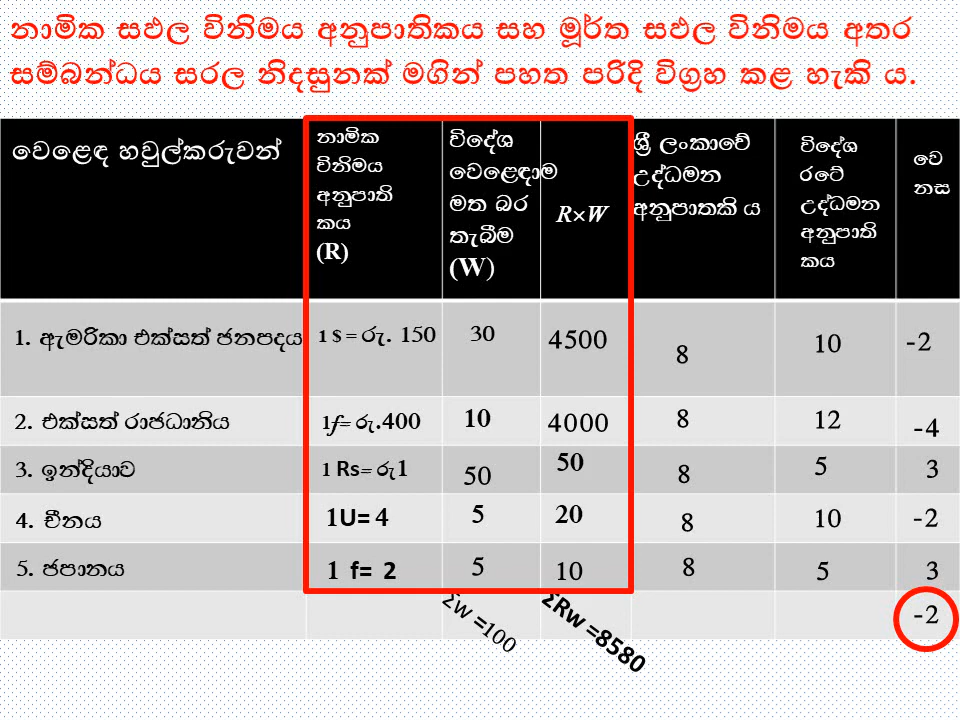 නාමික සඵල විනිමය අනුපාතිකය සහ මූර්ත සඵල විනිමය අතර
සම්බන්ධය සරල නිදසුනක් මගින් පහත පරිදි විග්‍රහ කළ හැකි ය.
වෙළෙඳ හවුල්කරුවන්
නාමික
විනිමය
අනුපාති
කය
(R)
විදේශ
වෙළෙඳාම
මත බර
තැබීම
(W)
R×W
ශ්‍රී ලංකාවේ
උද්ධමන
අනුපාතකි ය
විදේශ
රටේ
උද්ධමන
අනුපාති
කය
වෙ
නස
1. ඇමරිකා එක්සත් ජනපදය 1 $ = රු. 150 30 4500 8 10 -2
2. එක්සත් රාජධානිය 1f= රු.400 10 4000 8 12 -4
3. ඉන්දියාව 1 Rs= රු1 50 50 8 5 3
4. චීනය 1U= 4 5 20 8 10 -2
5. ජපානය 1 f= 2 5 10 8 5 3
-2
Σw =100
ΣRw =8580